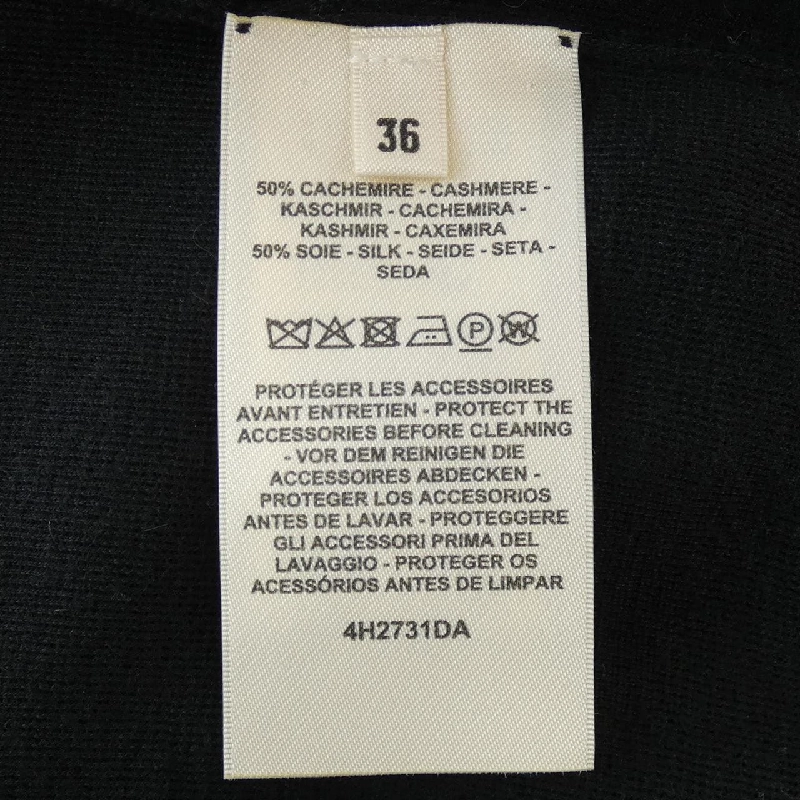 36
50% CACHEMIRE - CASHMERE -
KASCHMIR - CACHEMIRA -
KASHMIR - CAXEMIRA
50% SOIE - SILK - SEIDE - SETA -
SEDA
P
W
PROTÉGER LES ACCESSOIRES
AVANT ENTRETIEN - PROTECT THE
ACCESSORIES BEFORE CLEANING
- VOR DEM REINIGEN DIE
ACCESSOIRES ABDECKEN -
PROTEGER LOS ACCESORIOS
ANTES DE LAVAR - PROTEGGERE
GLI ACCESSORI PRIMA DEL
LAVAGGIO - PROTEGER OS
ACESSÓRIOS ANTES DE LIMPAR
4H2731DA